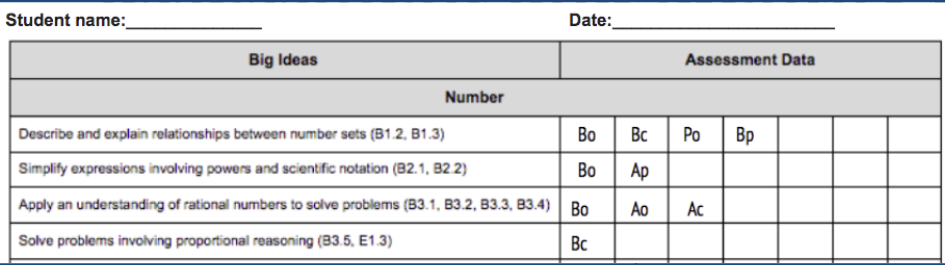 Student name:______________ Date:________________________
Big Ideas Assessment Data
Number
Describe and explain relationships between number sets (B1.2, B1.3) Bo Bc Po Bp
Simplify expressions involving powers and scientific notation (B2.1, B2.2) Bo Ap
Apply an understanding of rational numbers to solve problems (B3.1, B3.2, B3.3, B3.4) Bo Ao Ac
Solve problems involving proportional reasoning (B3.5, E1.3) Bc